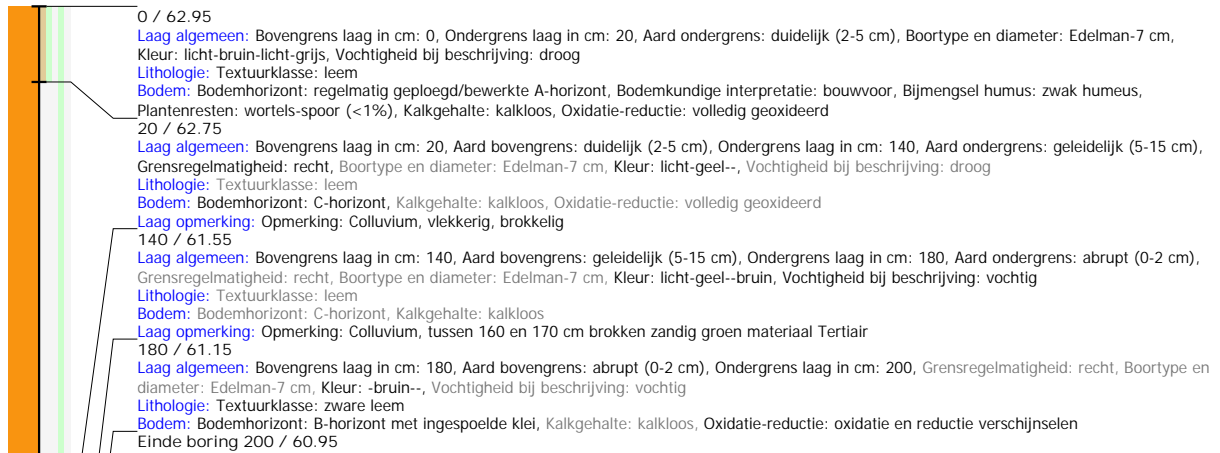 0 / 62.95
Laag algemeen: Bovengrens laag in cm: 0, Ondergrens laag in cm: 20, Aard ondergrens: duidelijk (2-5 cm), Boortype en diameter: Edelman-7 cm,
Kleur: licht-bruin-licht-grijs, Vochtigheid bij beschrijving: droog
Lithologie: Textuurklasse: leem
Bodem: Bodemhorizont: regelmatig geploegd/bewerkte A-horizont, Bodemkundige interpretatie: bouwvoor, Bijmengsel humus: zwak humeus,
Plantenresten: wortels-spoor (<1%), Kalkgehalte: kalkloos, Oxidatie-reductie: volledig geoxideerd
20 / 62.75
Laag algemeen: Bovengrens laag in cm: 20, Aard bovengrens: duidelijk (2-5 cm), Ondergrens laag in cm: 140, Aard ondergrens: geleidelijk (5-15 cm),
Grensregelmatigheid: recht, Boortype en diameter: Edelman-7 cm, Kleur: licht-geel--, Vochtigheid bij beschrijving: droog
Lithologie: Textuurklasse: leem
Bodem: Bodemhorizont: C-horizont, Kalkgehalte: kalkloos, Oxidatie-reductie: volledig geoxideerd
Laag opmerking: Opmerking: Colluvium, vlekkerig, brokkelig
140 / 61.55
Laag algemeen: Bovengrens laag in cm: 140, Aard bovengrens: geleidelijk (5-15 cm), Ondergrens laag in cm: 180, Aard ondergrens: abrupt (0-2 cm),
Grensregelmatigheid: recht, Boortype en diameter: Edelman-7 cm, Kleur: licht-geel--bruin, Vochtigheid bij beschrijving: vochtig
Lithologie: Textuurklasse: leem
Bodem: Bodemhorizont: C-horizont, Kalkgehalte: kalkloos
Laag opmerking: Opmerking: Colluvium, tussen 160 en 170 cm brokken zandig groen materiaal Tertiair
180 / 61.15
Laag algemeen: Bovengrens laag in cm: 180, Aard bovengrens: abrupt (0-2 cm), Ondergrens laag in cm: 200, Grensregelmatigheid: recht, Boortype en
diameter: Edelman-7 cm, Kleur: -bruin--, Vochtigheid bij beschrijving: vochtig
Lithologie: Textuurklasse: zware leem
Bodem: Bodemhorizont: B-horizont met ingespoelde klei, Kalkgehalte: kalkloos, Oxidatie-reductie: oxidatie en reductie verschijnselen
Einde boring 200 / 60.95